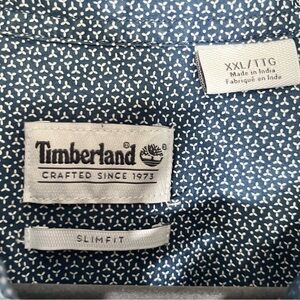 XXL/TTG
Made in India
Fabriqué en Inde
Timberland®
CRAFTED SINCE 1973
SLIMFIT